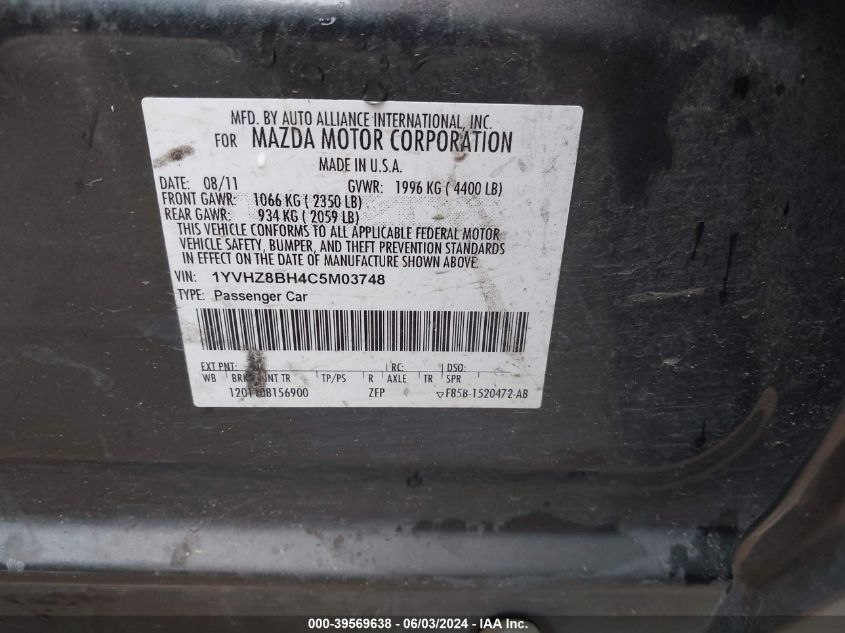 MFD. BY AUTO ALLIANCE INTERNATIONAL, INC.
FOR MAZDA MOTOR CORPORATION
MADE IN U.S.A.
DATE: 08/11 GVWR: 1996 KG ( 4400 LB)
FRONT GAWR: 1066 KG ( 2350 LB)
REAR GAWR: 934 KG ( 2059 LB)
THIS VEHICLE CONFORMS TO ALL APPLICABLE FEDERAL MOTOR
VEHICLE SAFETY, BUMPER, AND THEFT PREVENTION STANDARDS
IN EFFECT ON THE DATE OF MANUFACTURE SHOWN ABOVE.
VIN: 1YVHZ8BH4C5M03748
TYPE: Passenger Car
EXT PNT: RC: DSO:
WB INT TR TP/PS R AXLE TR SPR
ZFP F85B-1520472-AB
000-39569638 - 06/03/2024 - IAA Inc.